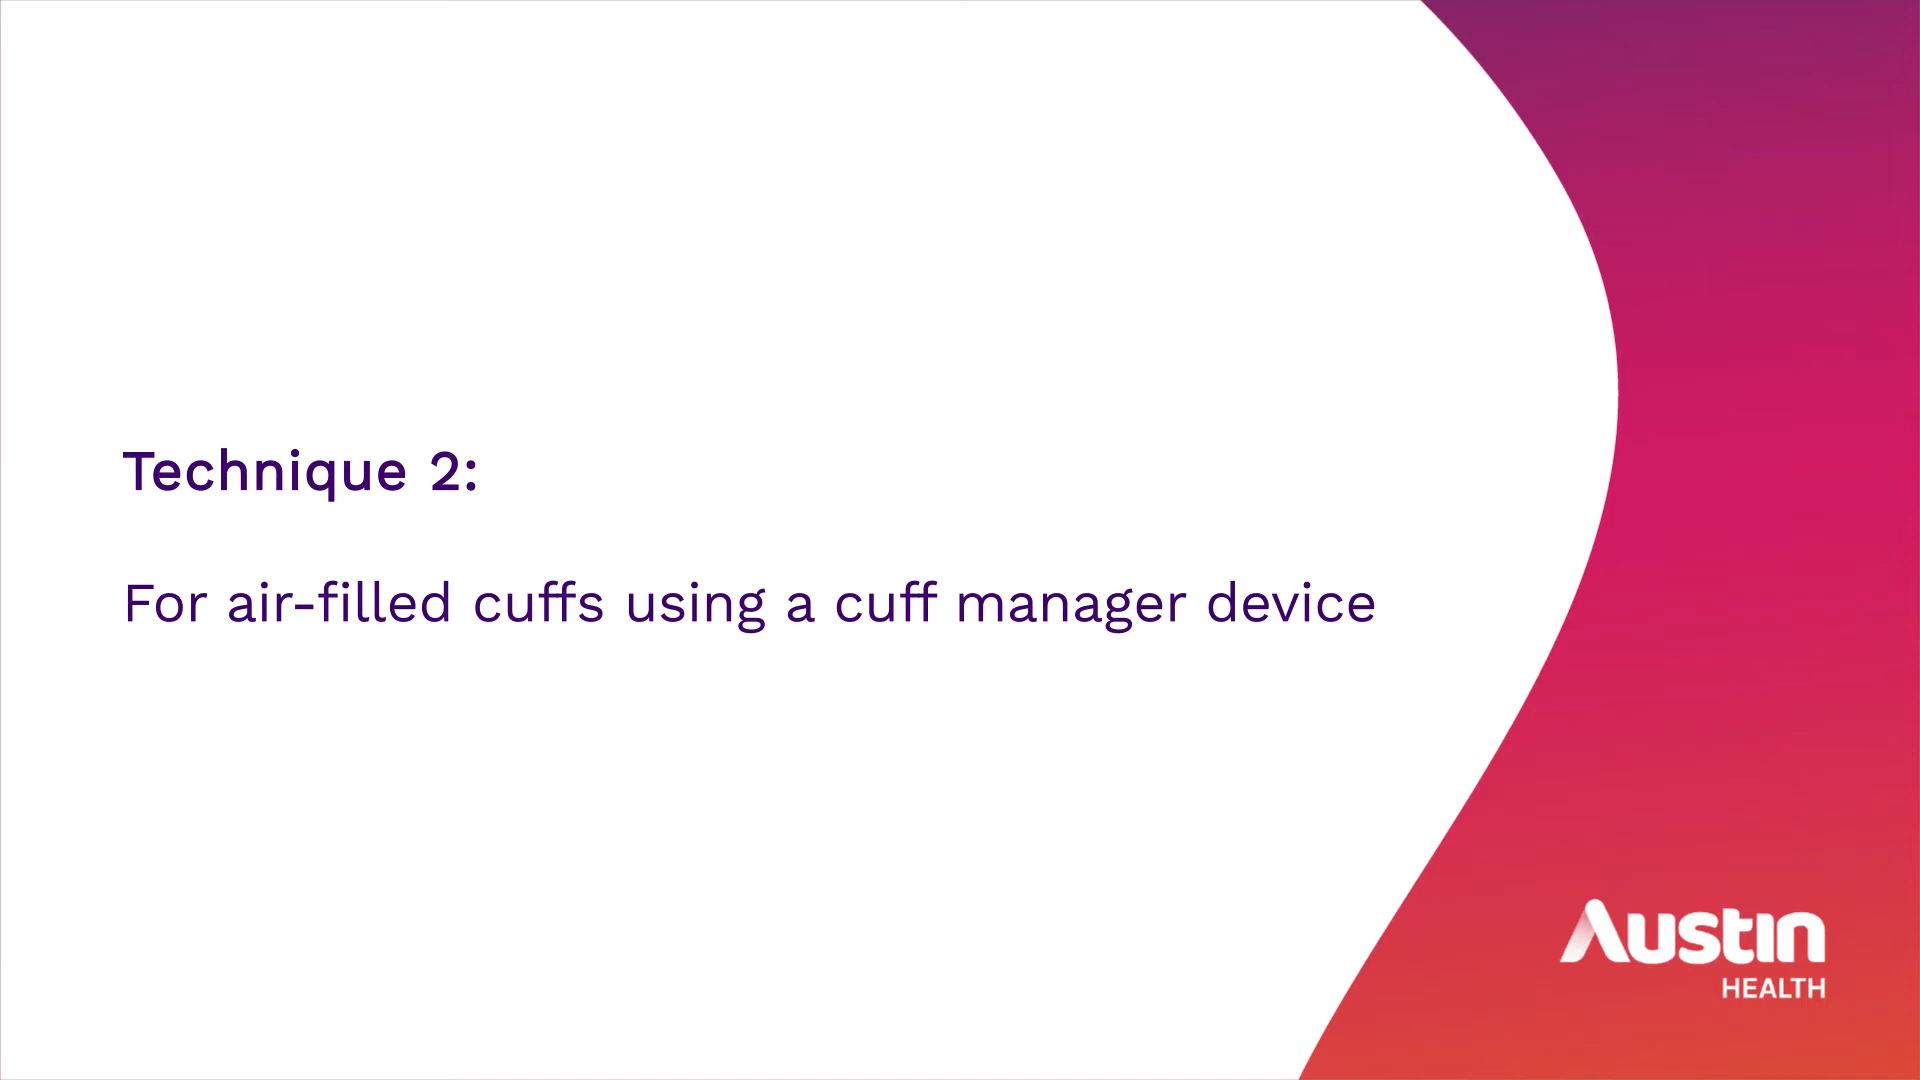 Technique 2:
For air-filled cuffs using a cuff manager device
Austin
HEALTH